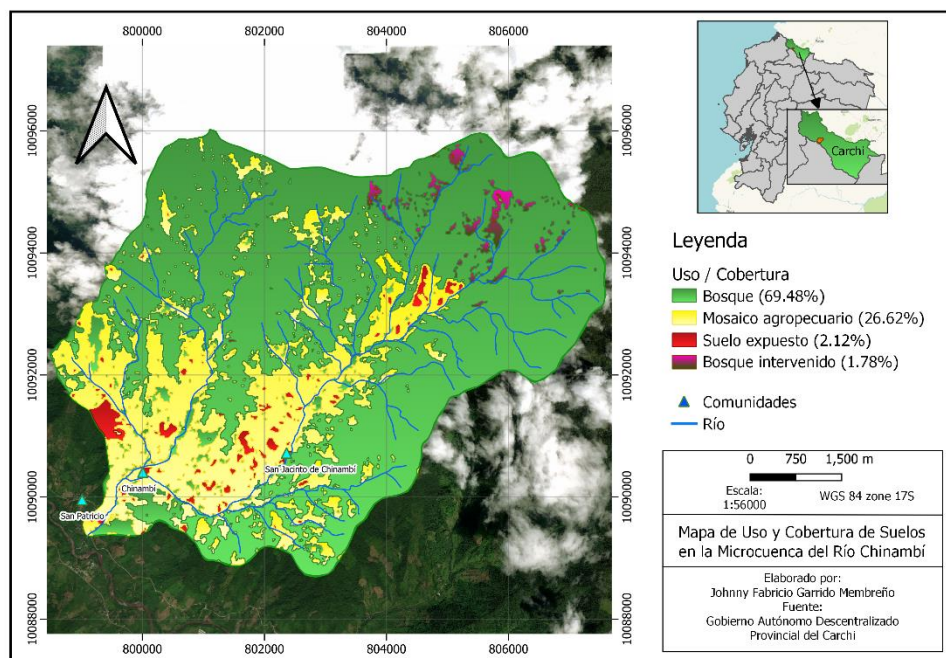 800000 802000 804000 806000
10096000 10096000
10094000 10094000
10092000 10092000
10090000 10090000
10088000 10088000
San Jacinto de Chinambí
Chinambí
San Patricio
800000 802000 804000 806000
Carchi
Leyenda
Uso / Cobertura
Bosque (69.48%)
Mosaico agropecuario (26.62%)
Suelo expuesto (2.12%)
Bosque intervenido (1.78%)
Comunidades
Río
0 750 1,500 m
Escala:
1:56000
WGS 84 zone 17S
Mapa de Uso y Cobertura de Suelos
en la Microcuenca del Río Chinambí
Elaborado por:
Johnny Fabricio Garrido Membreño
Fuente:
Gobierno Autónomo Descentralizado
Provincial del Carchi